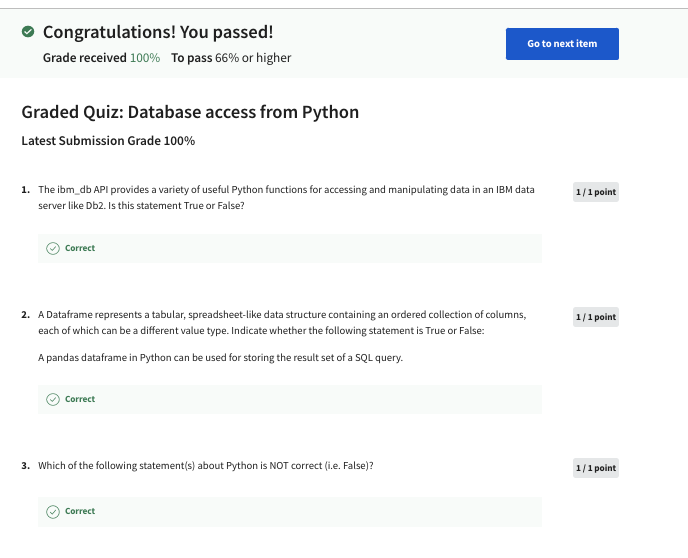 Congratulations! You passed!
Grade received 100% To pass 66% or higher
Go to next item
Graded Quiz: Database access from Python
Latest Submission Grade 100%
1. The ibm_db API provides a variety of useful Python functions for accessing and manipulating data in an IBM data
server like Db2. Is this statement True or False?
1 / 1 point
Correct
2. A Dataframe represents a tabular, spreadsheet-like data structure containing an ordered collection of columns,
each of which can be a different value type. Indicate whether the following statement is True or False:
1 / 1 point
A pandas dataframe in Python can be used for storing the result set of a SQL query.
Correct
3. Which of the following statement(s) about Python is NOT correct (i.e. False)?
1 / 1 point
Correct